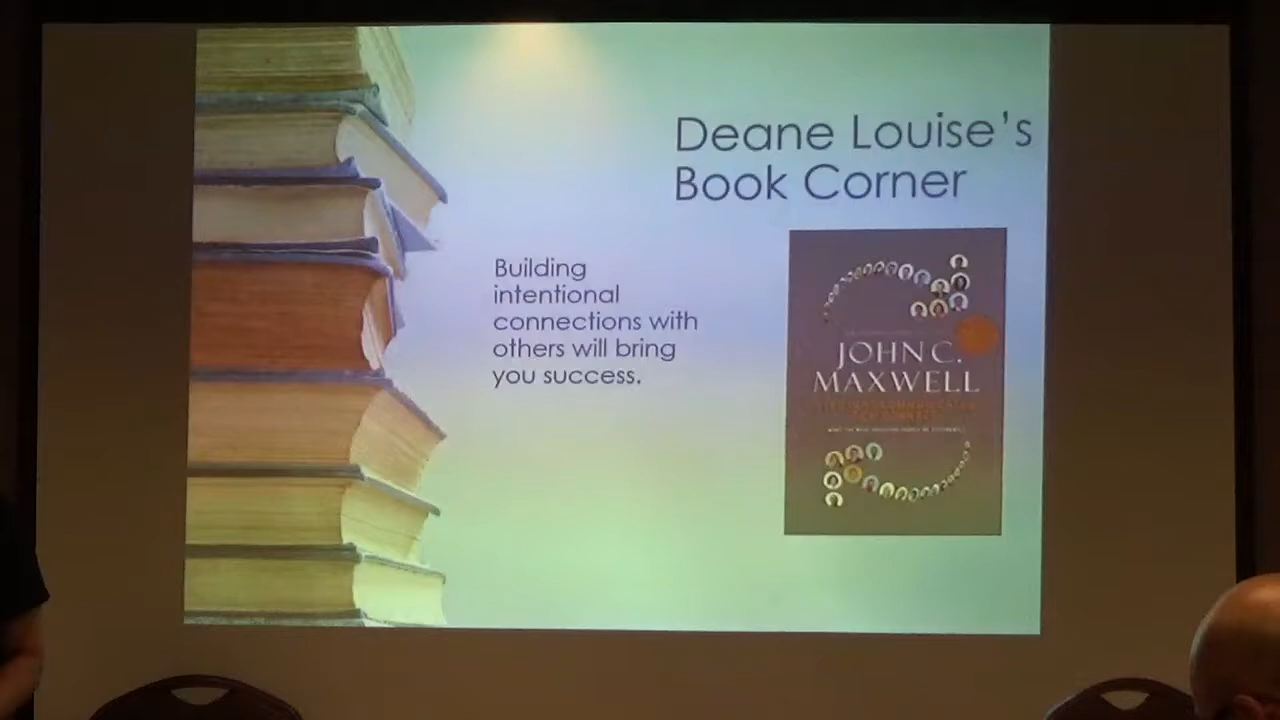 Deane Louise's
Book Corner
Building
intentional
connections with
others will bring
you success.
JOHN C.
MAXWELL